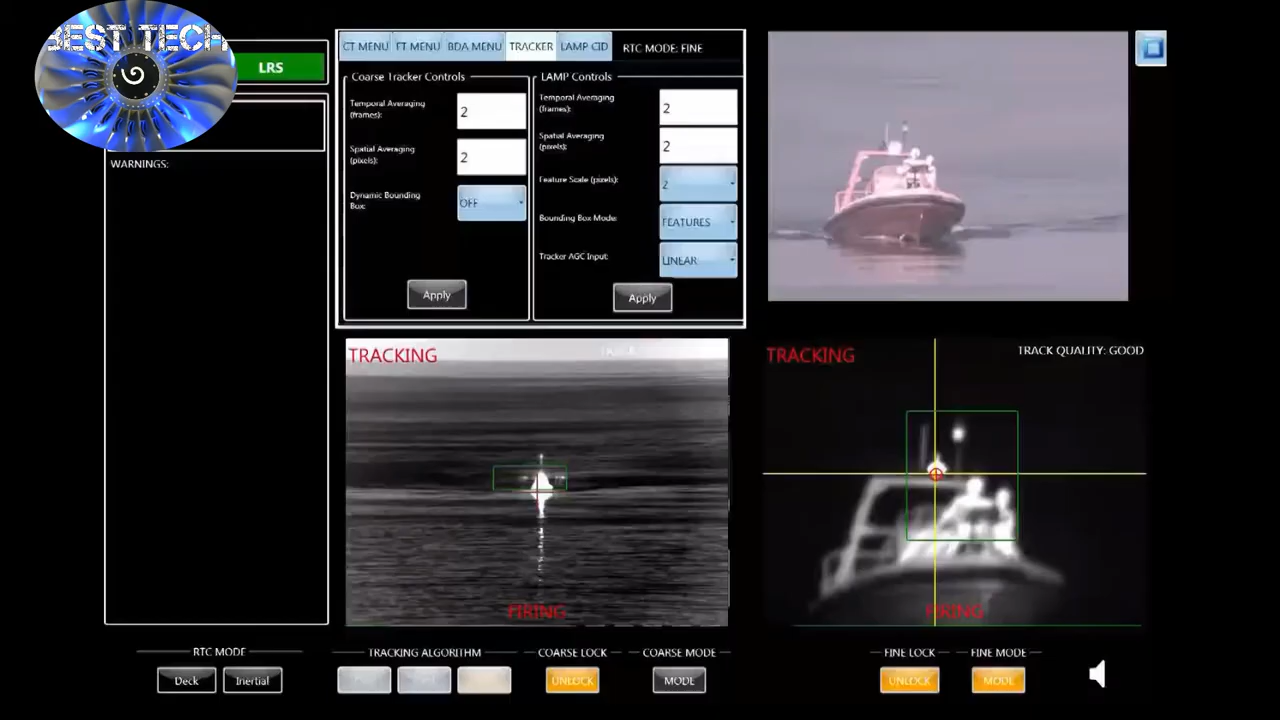 BEST TECH
LRS
WARNINGS:
CT MENU FT MENU BDA MENU TRACKER LAMP CID RTC MODE: FINE
Coarse Tracker Controls
Temporal Averaging
(frames):
2
Spatial Averaging
(pixels):
2
Dynamic Bounding
Box:
OFF
Apply
LAMP Controls
Temporal Averaging
(frames):
2
Spatial Averaging
(pixels):
2
Feature Scale (pixels):
2
Bounding Box Mode:
FEATURES
Tracker AGC Input:
LINEAR
Apply
TRACKING
FIRING
TRACKING
TRACK QUALITY: GOOD
FIRING
RTC MODE
Deck Inertial
TRACKING ALGORITHM
COARSE LOCK
UNLOCK
COARSE MODE
MODE
FINE LOCK
UNLOCK
FINE MODE
MODE